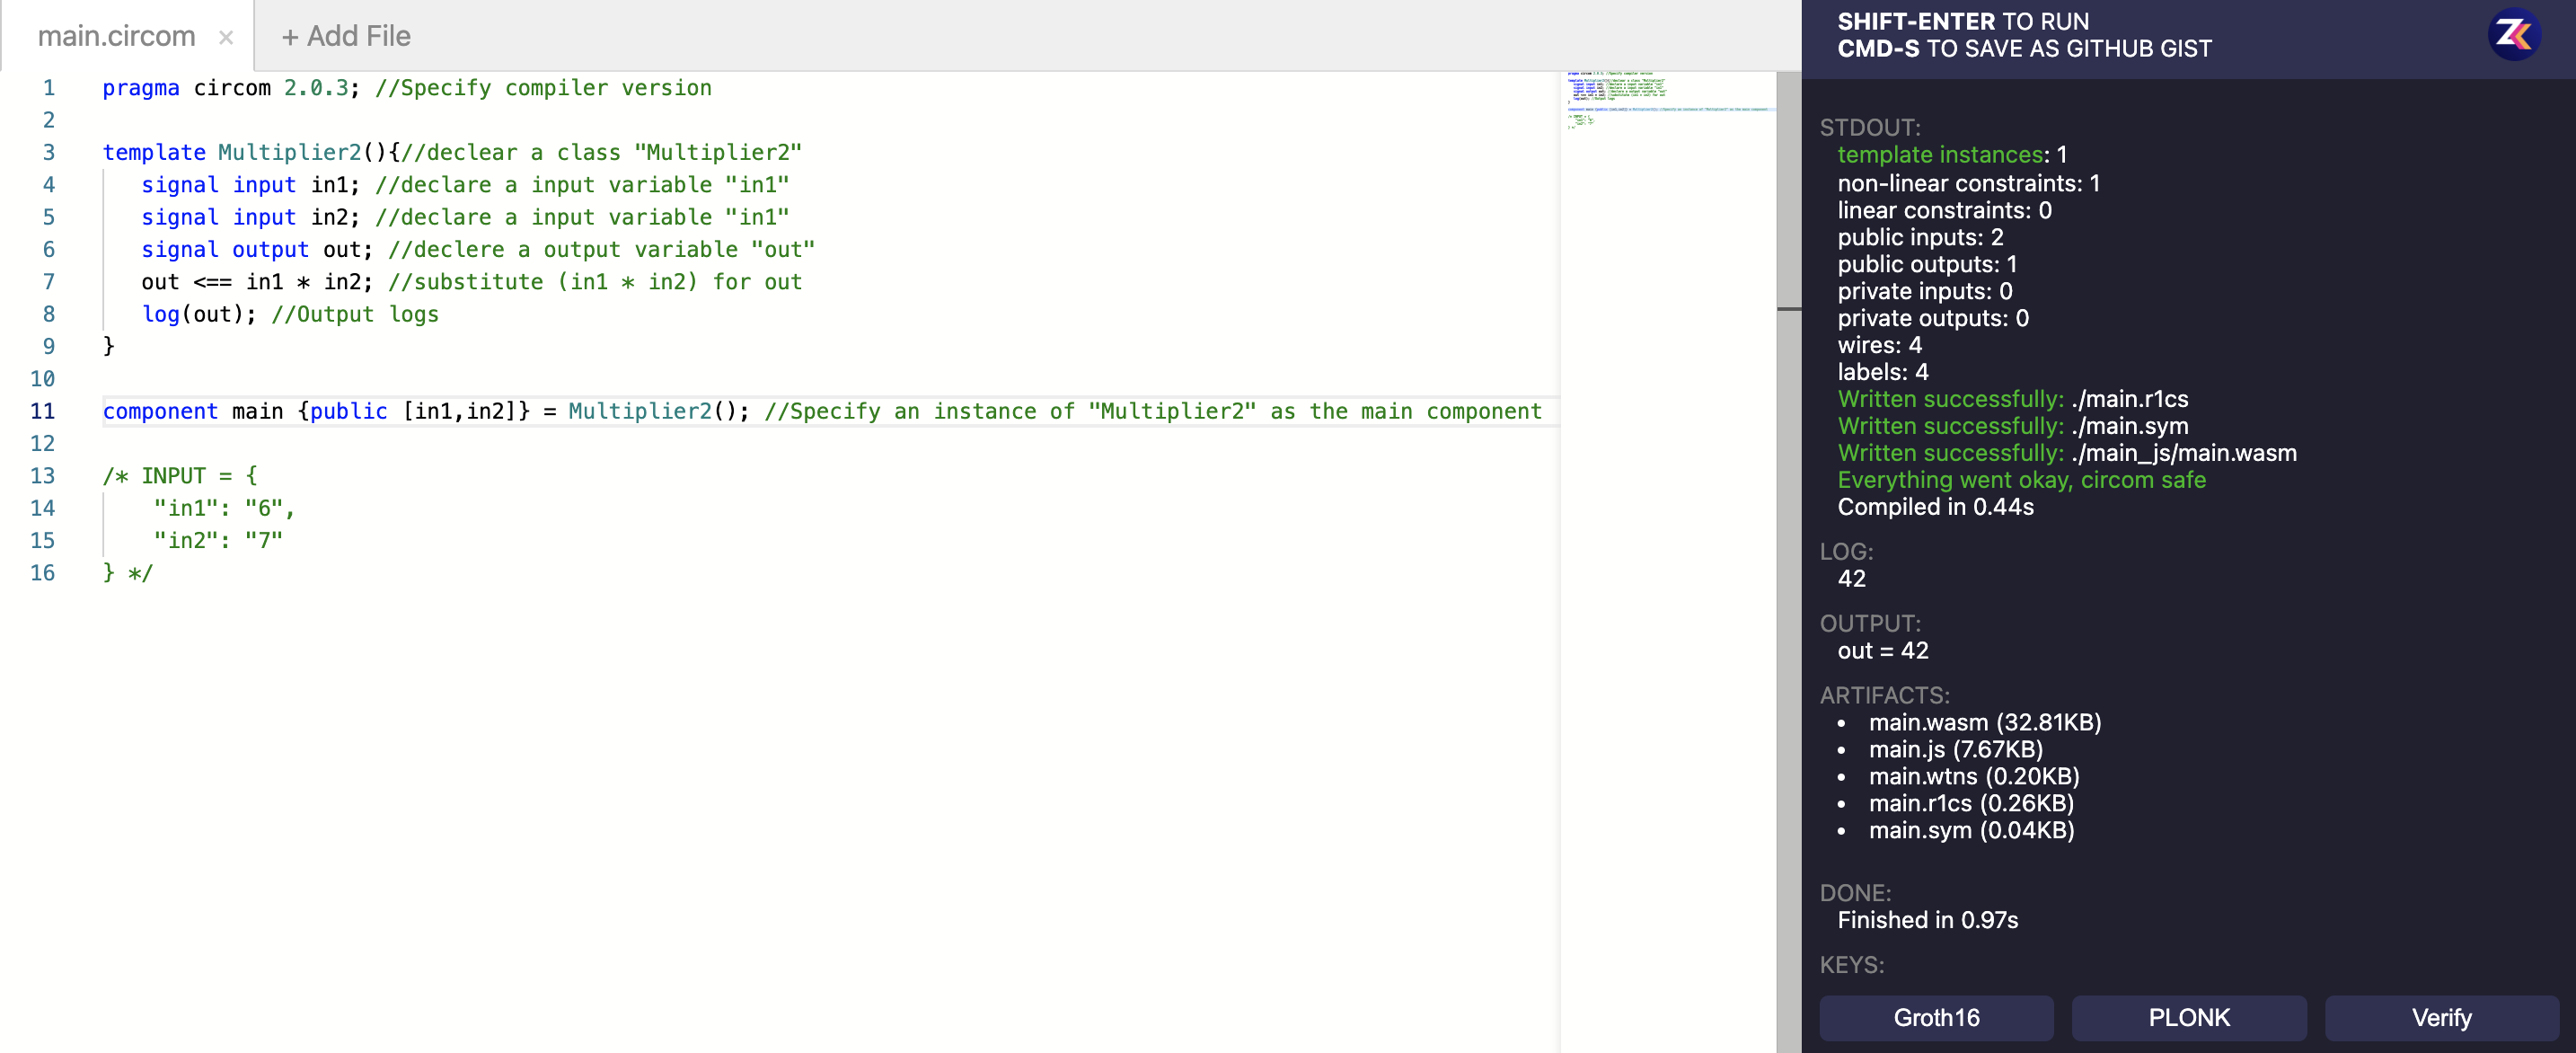 main.circom ×
+ Add File
1 pragma circom 2.0.3; //Specify compiler version
2
3 template Multiplier2(){//declear a class "Multiplier2"
4 signal input in1; //declare a input variable "in1"
5 signal input in2; //declare a input variable "in1"
6 signal output out; //declere a output variable "out"
7 out <== in1 * in2; //substitute (in1 * in2) for out
8 log(out); //Output logs
9 }
10
11 component main {public [in1,in2]} = Multiplier2(); //Specify an instance of "Multiplier2" as the main component
12
13 /* INPUT = {
14 "in1": "6",
15 "in2": "7"
16 } */
SHIFT-ENTER TO RUN
CMD-S TO SAVE AS GITHUB GIST
ZK
STDOUT:
template instances: 1
non-linear constraints: 1
linear constraints: 0
public inputs: 2
public outputs: 1
private inputs: 0
private outputs: 0
wires: 4
labels: 4
Written successfully: ./main.r1cs
Written successfully: ./main.sym
Written successfully: ./main_js/main.wasm
Everything went okay, circom safe
Compiled in 0.44s
LOG:
42
OUTPUT:
out = 42
ARTIFACTS:
• main.wasm (32.81KB)
• main.js (7.67KB)
• main.wtns (0.20KB)
• main.r1cs (0.26KB)
• main.sym (0.04KB)
DONE:
Finished in 0.97s
KEYS:
Groth16
PLONK
Verify